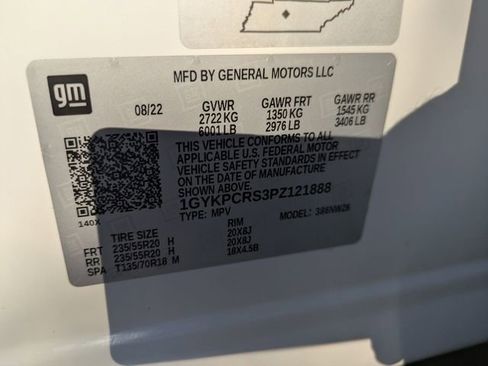 gm
MFD BY GENERAL MOTORS LLC
08/22 GVWR GAWR FRT GAWR RR
2722 KG 1350 KG 1545 KG
6001 LB 2976 LB 3406 LB
THIS VEHICLE CONFORMS TO ALL
APPLICABLE U.S. FEDERAL MOTOR
VEHICLE SAFETY STANDARDS IN EFFECT
ON THE DATE OF MANUFACTURE
SHOWN ABOVE.
1GYKPCRS3PZ121888
140X TYPE: MPV MODEL: 386NW26
TIRE SIZE RIM
FRT 235/55R20 H 20X8J
RR 235/55R20 H 20X8J
SPA T135/70R18 M 18X4.5B